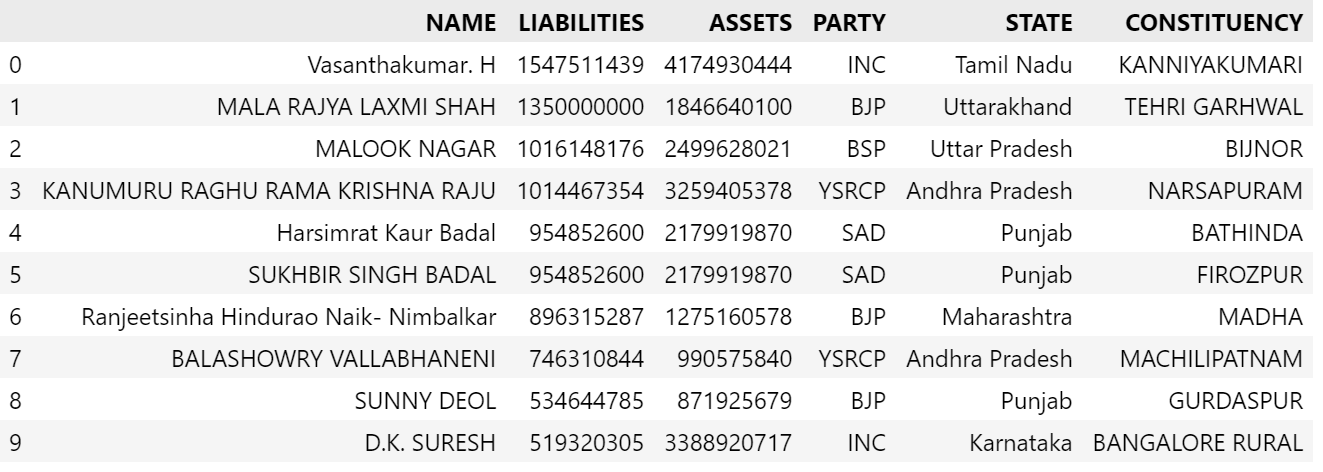 NAME LIABILITIES ASSETS PARTY STATE CONSTITUENCY
0 Vasanthakumar. H 1547511439 4174930444 INC Tamil Nadu KANNIYAKUMARI
1 MALA RAJYA LAXMI SHAH 1350000000 1846640100 BJP Uttarakhand TEHRI GARHWAL
2 MALOOK NAGAR 1016148176 2499628021 BSP Uttar Pradesh BIJNOR
3 KANUMURU RAGHU RAMA KRISHNA RAJU 1014467354 3259405378 YSRCP Andhra Pradesh NARSAPURAM
4 Harsimrat Kaur Badal 954852600 2179919870 SAD Punjab BATHINDA
5 SUKHBIR SINGH BADAL 954852600 2179919870 SAD Punjab FIROZPUR
6 Ranjeetsinha Hindurao Naik- Nimbalkar 896315287 1275160578 BJP Maharashtra MADHA
7 BALASHOWRY VALLABHANENI 746310844 990575840 YSRCP Andhra Pradesh MACHILIPATNAM
8 SUNNY DEOL 534644785 871925679 BJP Punjab GURDASPUR
9 D.K. SURESH 519320305 3388920717 INC Karnataka BANGALORE RURAL